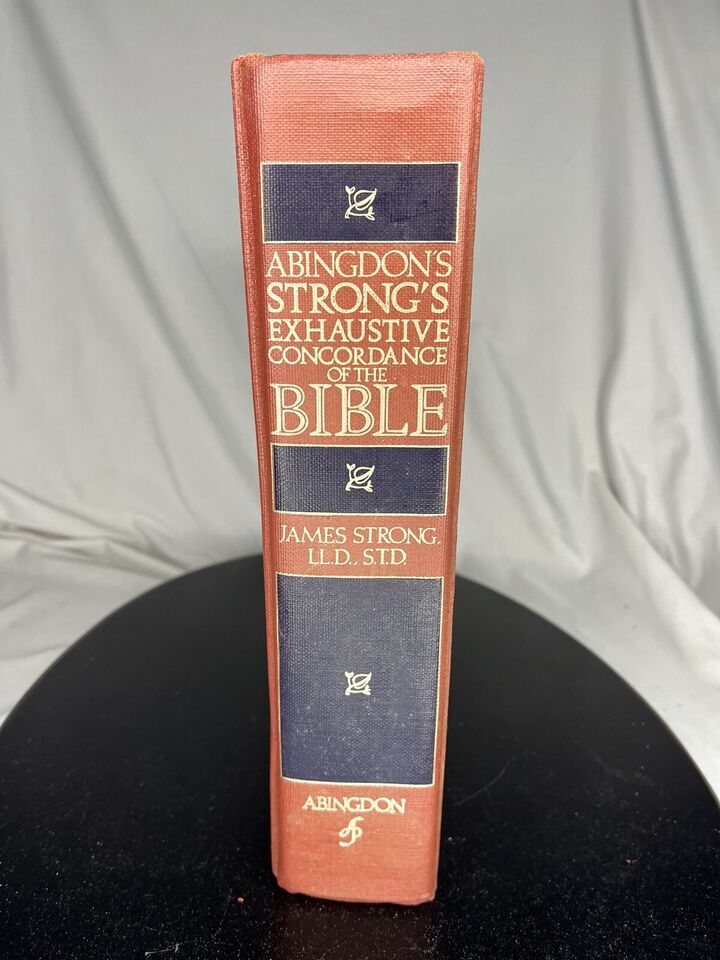 ABINGDON'S
STRONG'S
EXHAUSTIVE
CONCORDANCE
OF THE
BIBLE
JAMES STRONG,
LL.D., S.T.D.
ABINGDON